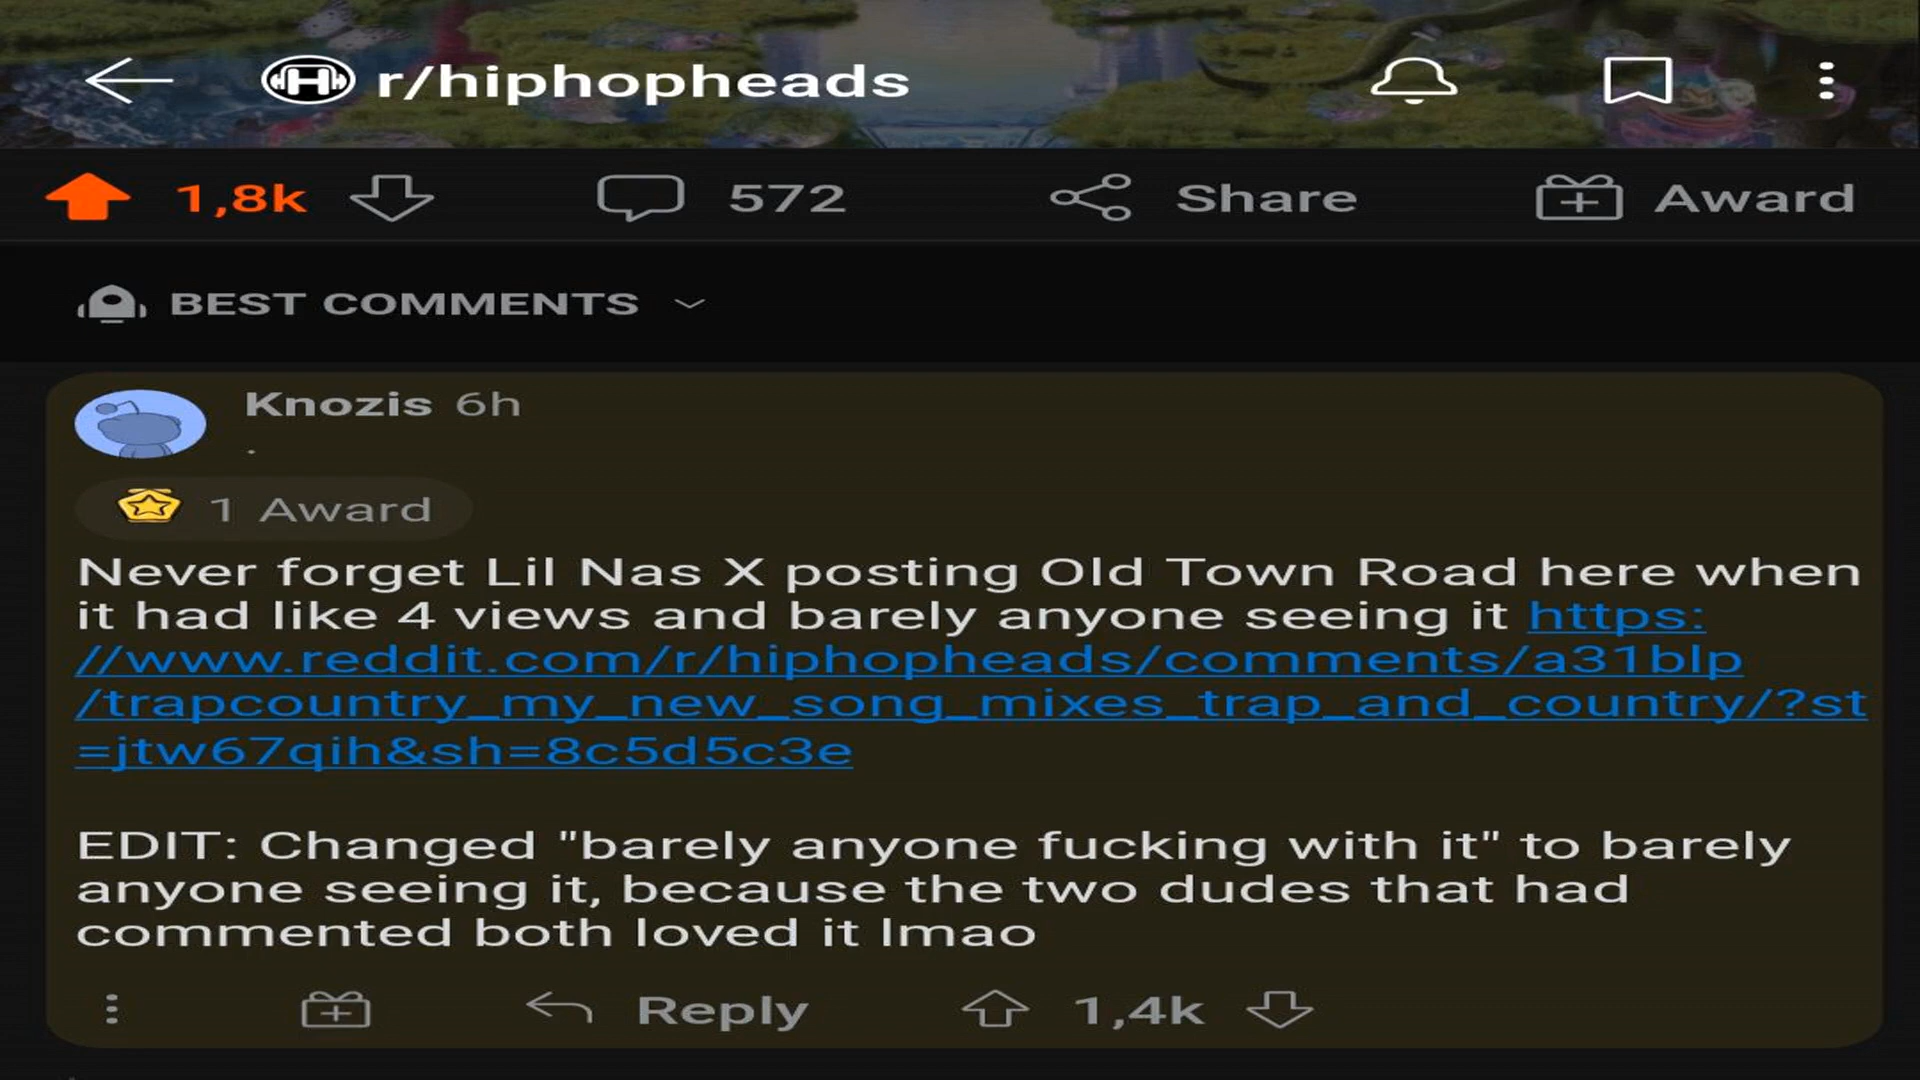 r/hiphopheads
1,8k 572 Share Award
BEST COMMENTS
Knozis 6h
.
1 Award
Never forget Lil Nas X posting Old Town Road here when
it had like 4 views and barely anyone seeing it https:
//www.reddit.com/r/hiphopheads/comments/a31blp
/trapcountry_my_new_song_mixes_trap_and_country/?st
=jtw67qih&sh=8c5d5c3e
EDIT: Changed "barely anyone fucking with it" to barely
anyone seeing it, because the two dudes that had
commented both loved it lmao
Reply 1,4k